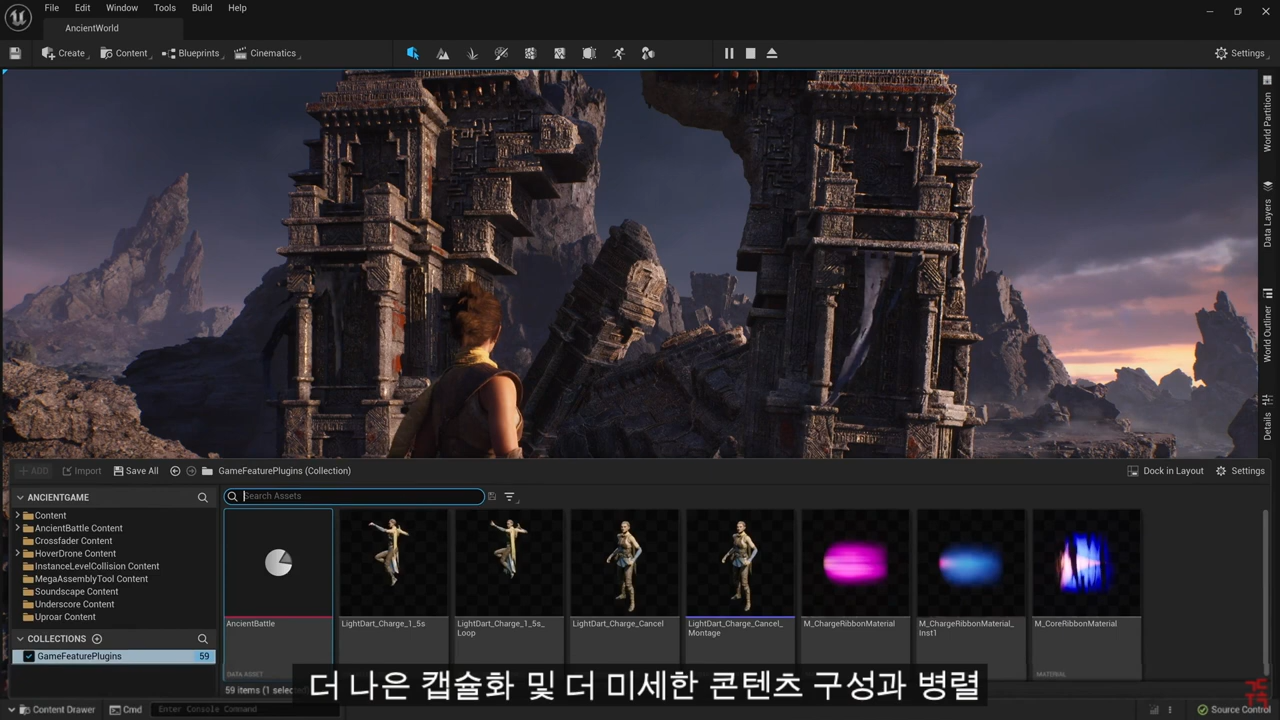 File Edit Window Tools Build Help
AncientWorld
Create Content Blueprints Cinematics Settings
World Partition
Data Layers
World Outliner
Details
ADD Import Save All GameFeaturePlugins (Collection) Dock in Layout Settings
ANCIENTGAME
Content
AncientBattle Content
Crossfader Content
HoverDrone Content
InstanceLevelCollision Content
MegaAssemblyTool Content
Soundscape Content
Underscore Content
Uproar Content
COLLECTIONS
GameFeaturePlugins 59
Search Assets
AncientBattle
DATA ASSET
LightDart_Charge_1_5s
LightDart_Charge_1_5s_
Loop
LightDart_Charge_Cancel
LightDart_Charge_Cancel_
Montage
M_ChargeRibbonMaterial
M_ChargeRibbonMaterial_
Inst1
M_CoreRibbonMaterial
MATERIAL
59 items (1 selected
더 나은 캡슐화 및 더 미세한 콘텐츠 구성과 병렬
Content Drawer Cmd Enter Console Command Source Control